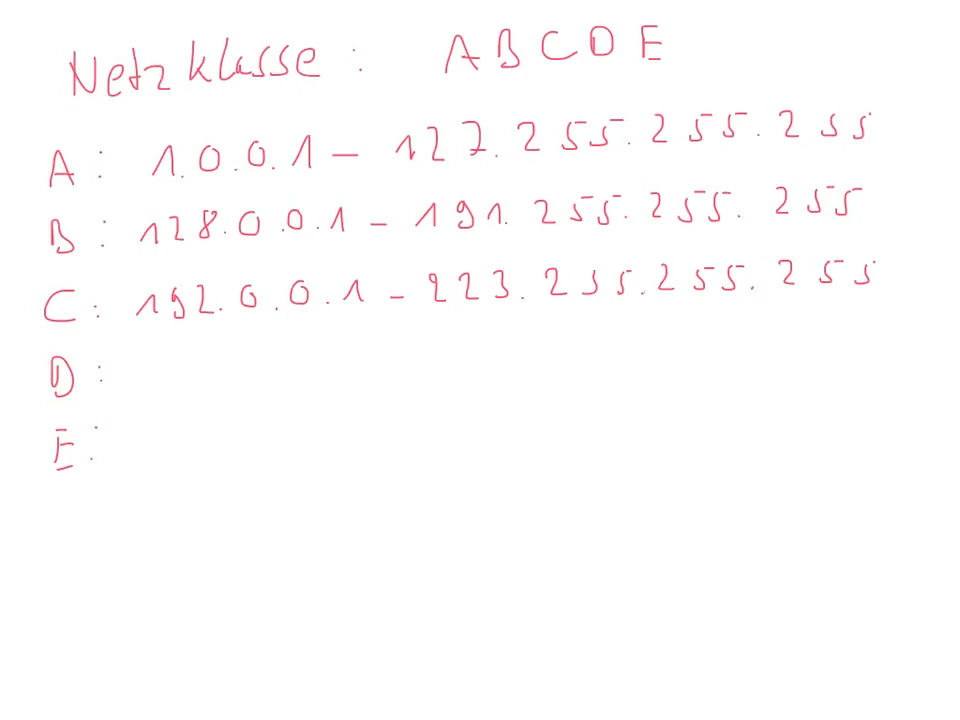 Netzklasse: A B C D E
A: 1.0.0.1 – 127.255.255.255
B: 128.0.0.1 – 191.255.255.255
C: 192.0.0.1 – 223.255.255.255
D:
E: